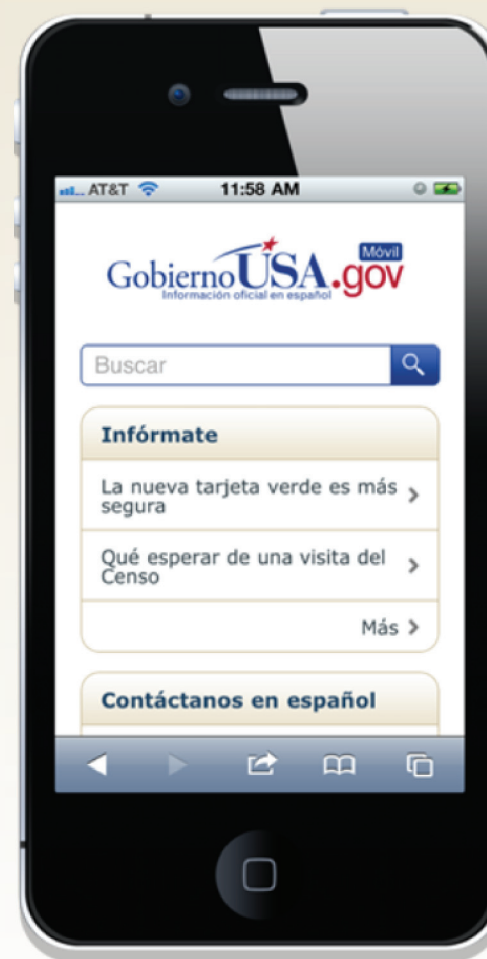 AT&T 11:58 AM
Móvil
GobiernoUSA.gov
Información oficial en español
Buscar
Infórmate
La nueva tarjeta verde es más
segura
Qué esperar de una visita del
Censo
Más
Contáctanos en español